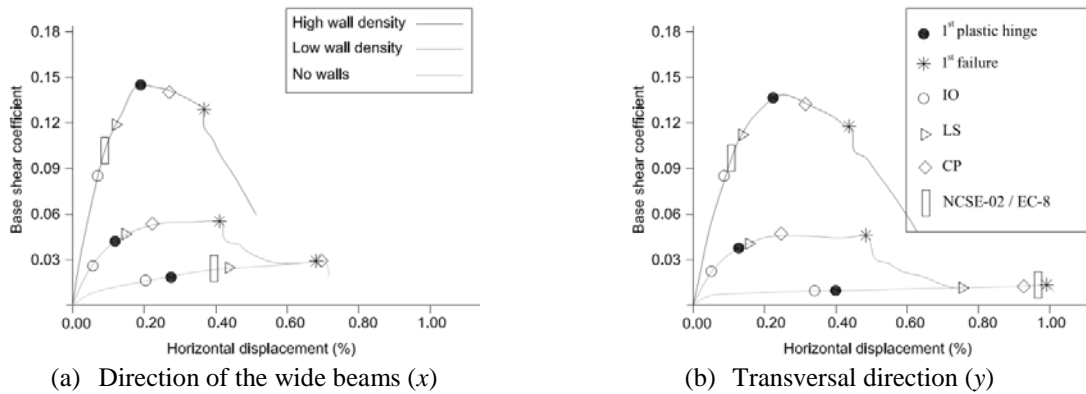 Base shear coefficient
0.18
0.15
0.12
0.09
0.06
0.03
0.00 0.20 0.40 0.60 0.80 1.00
Horizontal displacement (%)
High wall density
Low wall density
No walls
(a) Direction of the wide beams (x)
Base shear coefficient
0.18
0.15
0.12
0.09
0.06
0.03
0.00 0.20 0.40 0.60 0.80 1.00
Horizontal displacement (%)
1st plastic hinge
1st failure
IO
LS
CP
NCSE-02 / EC-8
(b) Transversal direction (y)